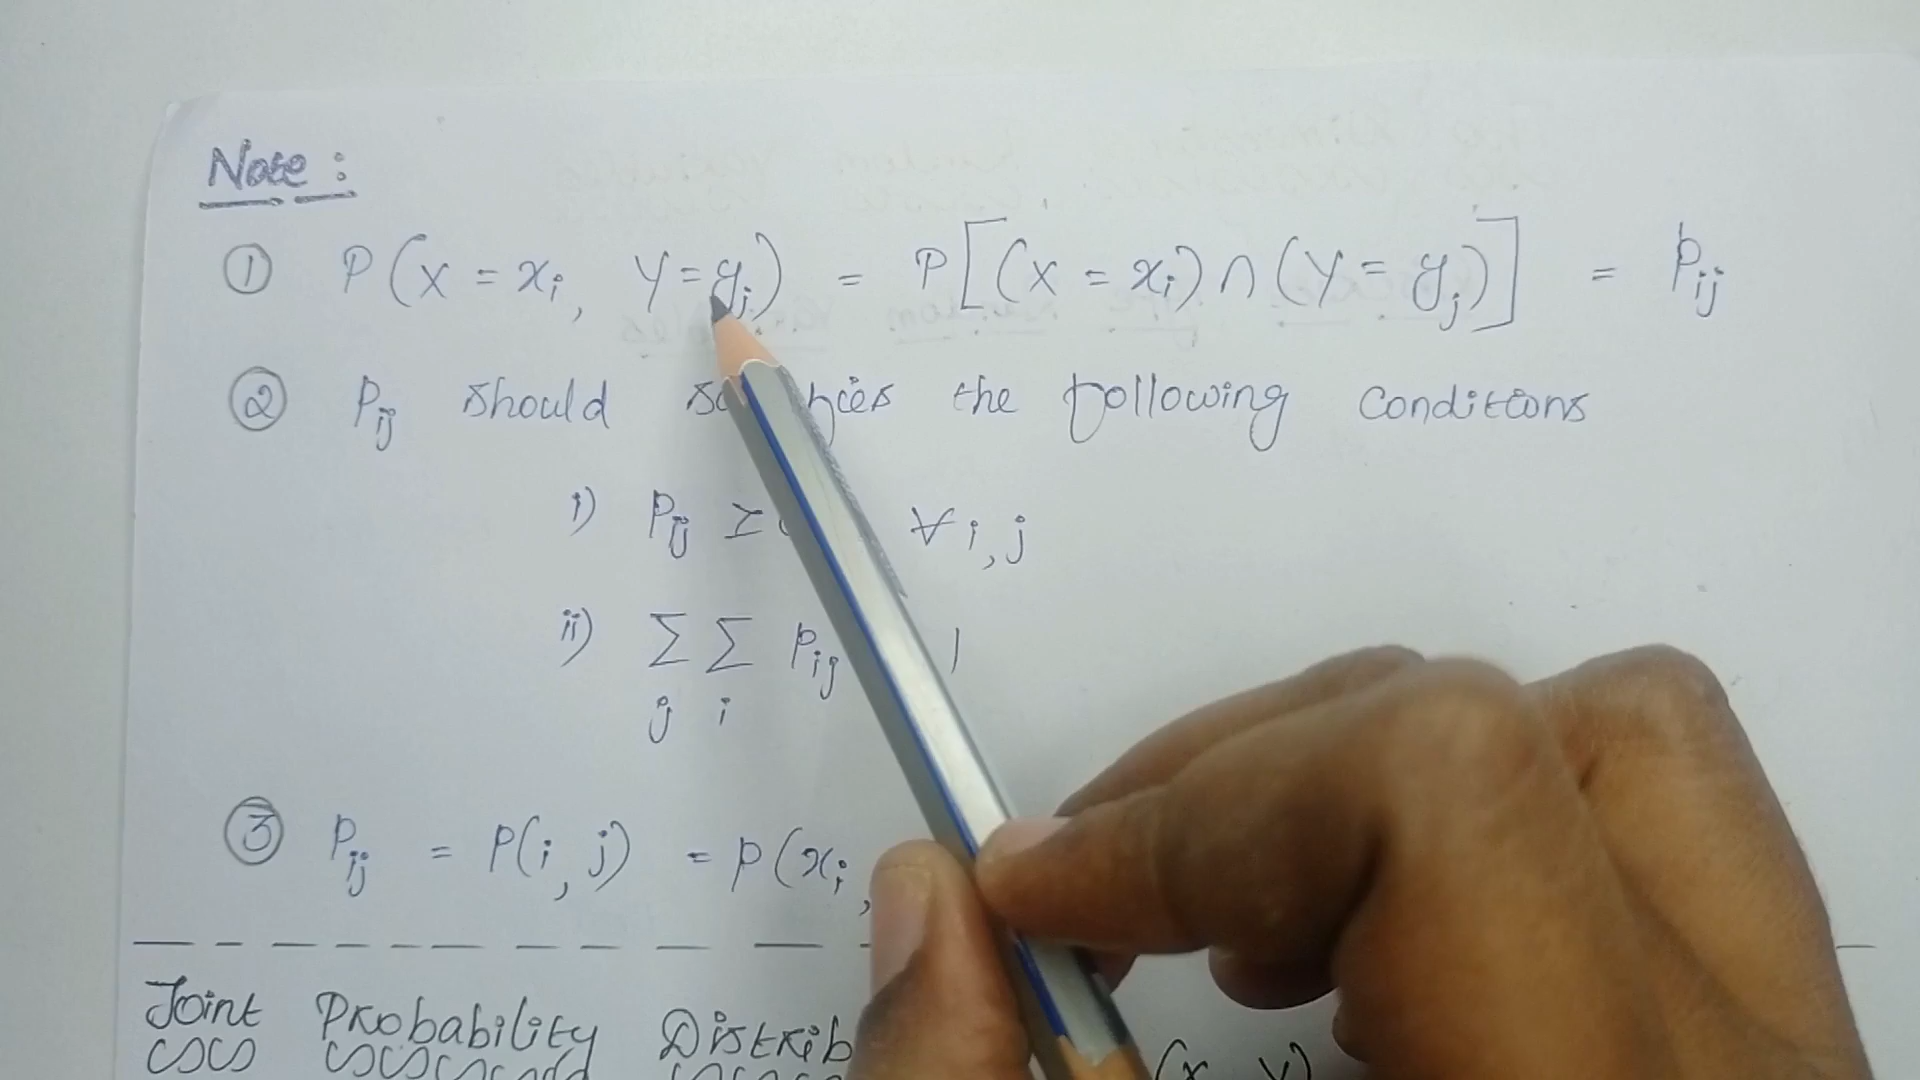 Note :
① P(X = xi, Y = yj) = P[(X = xi) ∩ (Y = yj)] = Pij
② Pij should the following conditions
i) Pij ≥ ∀ i, j
ii) Σ Σ Pij 1
j i
③ Pij = P(i, j) = P(xi,
Joint Probability Distrib (X, Y)